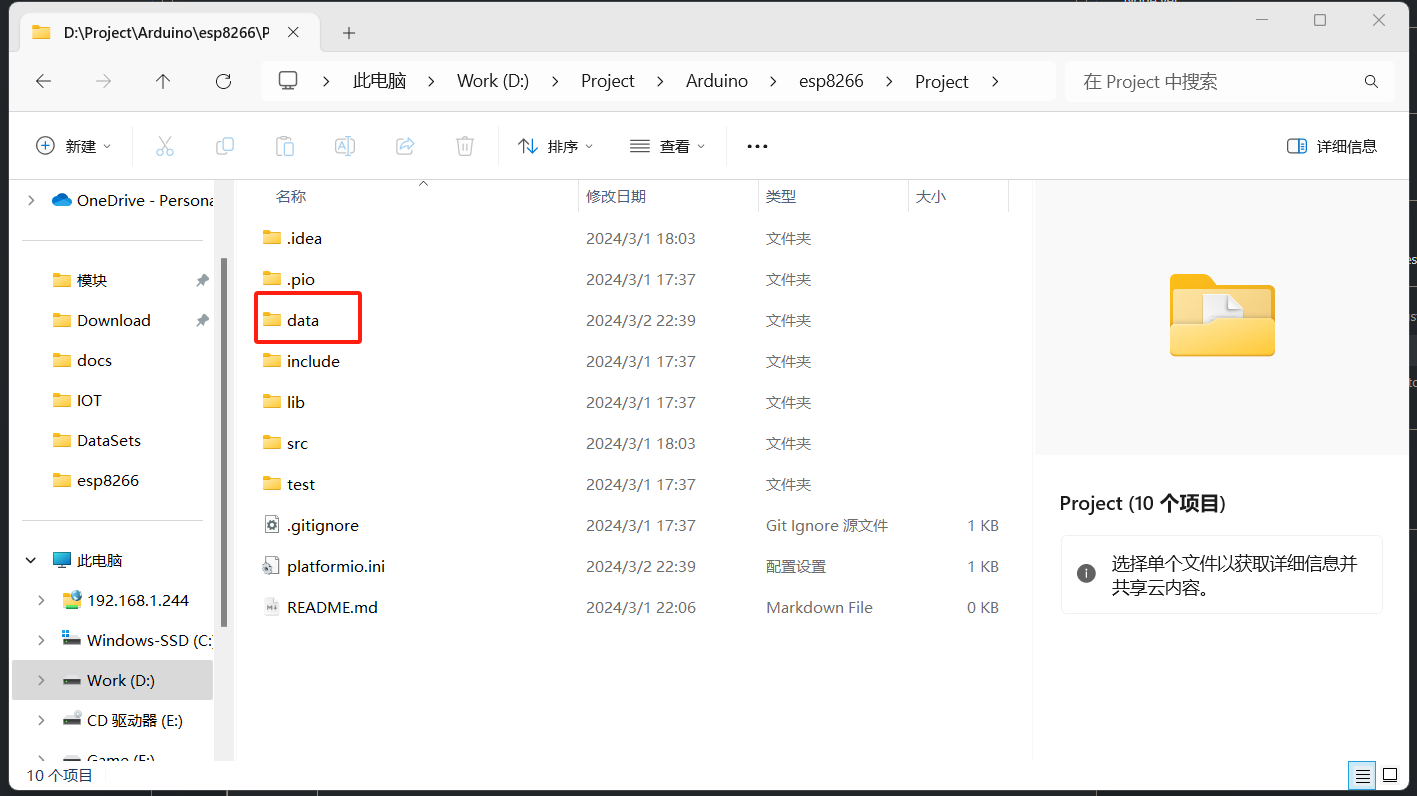 D:\Project\Arduino\esp8266\P
此电脑 Work (D:) Project Arduino esp8266 Project
在 Project 中搜索
新建
排序
查看
详细信息
OneDrive - Persona
模块
Download
docs
IOT
DataSets
esp8266
此电脑
192.168.1.244
Windows-SSD (C:)
Work (D:)
CD 驱动器 (E:)
Game (F:)
名称 修改日期 类型 大小
.idea 2024/3/1 18:03 文件夹
.pio 2024/3/1 17:37 文件夹
data 2024/3/2 22:39 文件夹
include 2024/3/1 17:37 文件夹
lib 2024/3/1 17:37 文件夹
src 2024/3/1 18:03 文件夹
test 2024/3/1 17:37 文件夹
.gitignore 2024/3/1 17:37 Git Ignore 源文件 1 KB
platformio.ini 2024/3/2 22:39 配置设置 1 KB
README.md 2024/3/1 22:06 Markdown File 0 KB
Project (10 个项目)
选择单个文件以获取详细信息并
共享云内容。
10 个项目